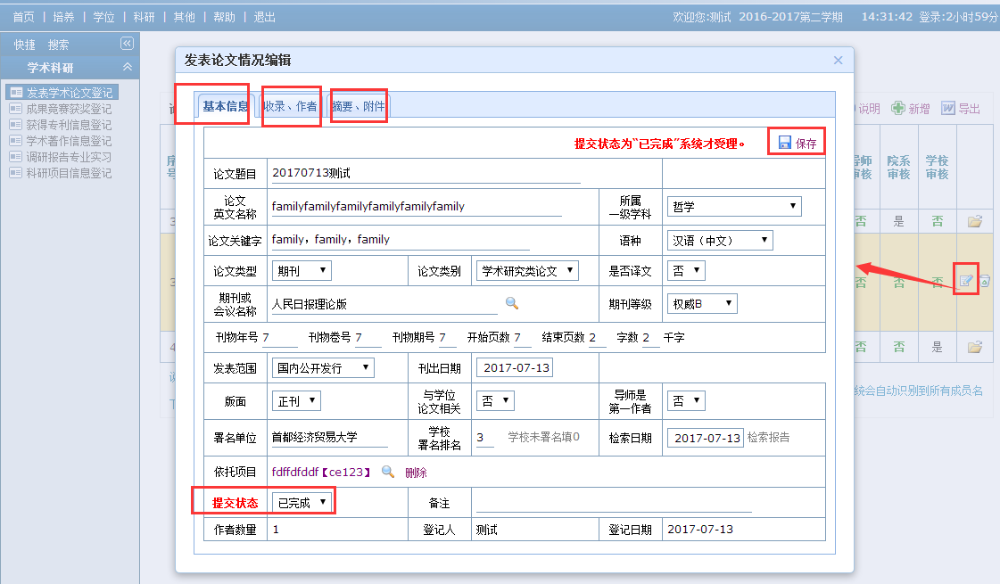 首页 | 培养 | 学位 | 科研 | 其他 | 帮助 | 退出
欢迎您:测试 2016-2017第二学期 14:31:42 登录:2小时59分
快捷 搜索
学术科研
发表学术论文登记
成果竞赛获奖登记
获得专利信息登记
学术著作信息登记
调研报告专业实习
科研项目信息登记
说明 新增 导出
序号
导师审核
院系审核
学校审核
否 是 否
否 否 否
否 否 是
统会自动识别到所有成员名
发表论文情况编辑
基本信息 收录、作者 摘要、附件
提交状态为“已完成”系统才受理。 保存
论文题目 20170713测试
论文英文名称 familyfamilyfamilyfamilyfamilyfamily 所属一级学科 哲学
论文关键字 family，family，family 语种 汉语（中文）
论文类型 期刊 论文类别 学术研究类论文 是否译文 否
期刊或会议名称 人民日报理论版 期刊等级 权威B
刊物年号 7 刊物卷号 7 刊物期号 7 开始页数 7 结束页数 2 字数 2 千字
发表范围 国内公开发行 刊出日期 2017-07-13
版面 正刊 与学位论文相关 否 导师是第一作者 否
署名单位 首都经济贸易大学 学校署名排名 3 学校未署名填0 检索日期 2017-07-13 检索报告
依托项目 fdffdfddf【ce123】 删除
提交状态 已完成 备注
作者数量 1 登记人 测试 登记日期 2017-07-13